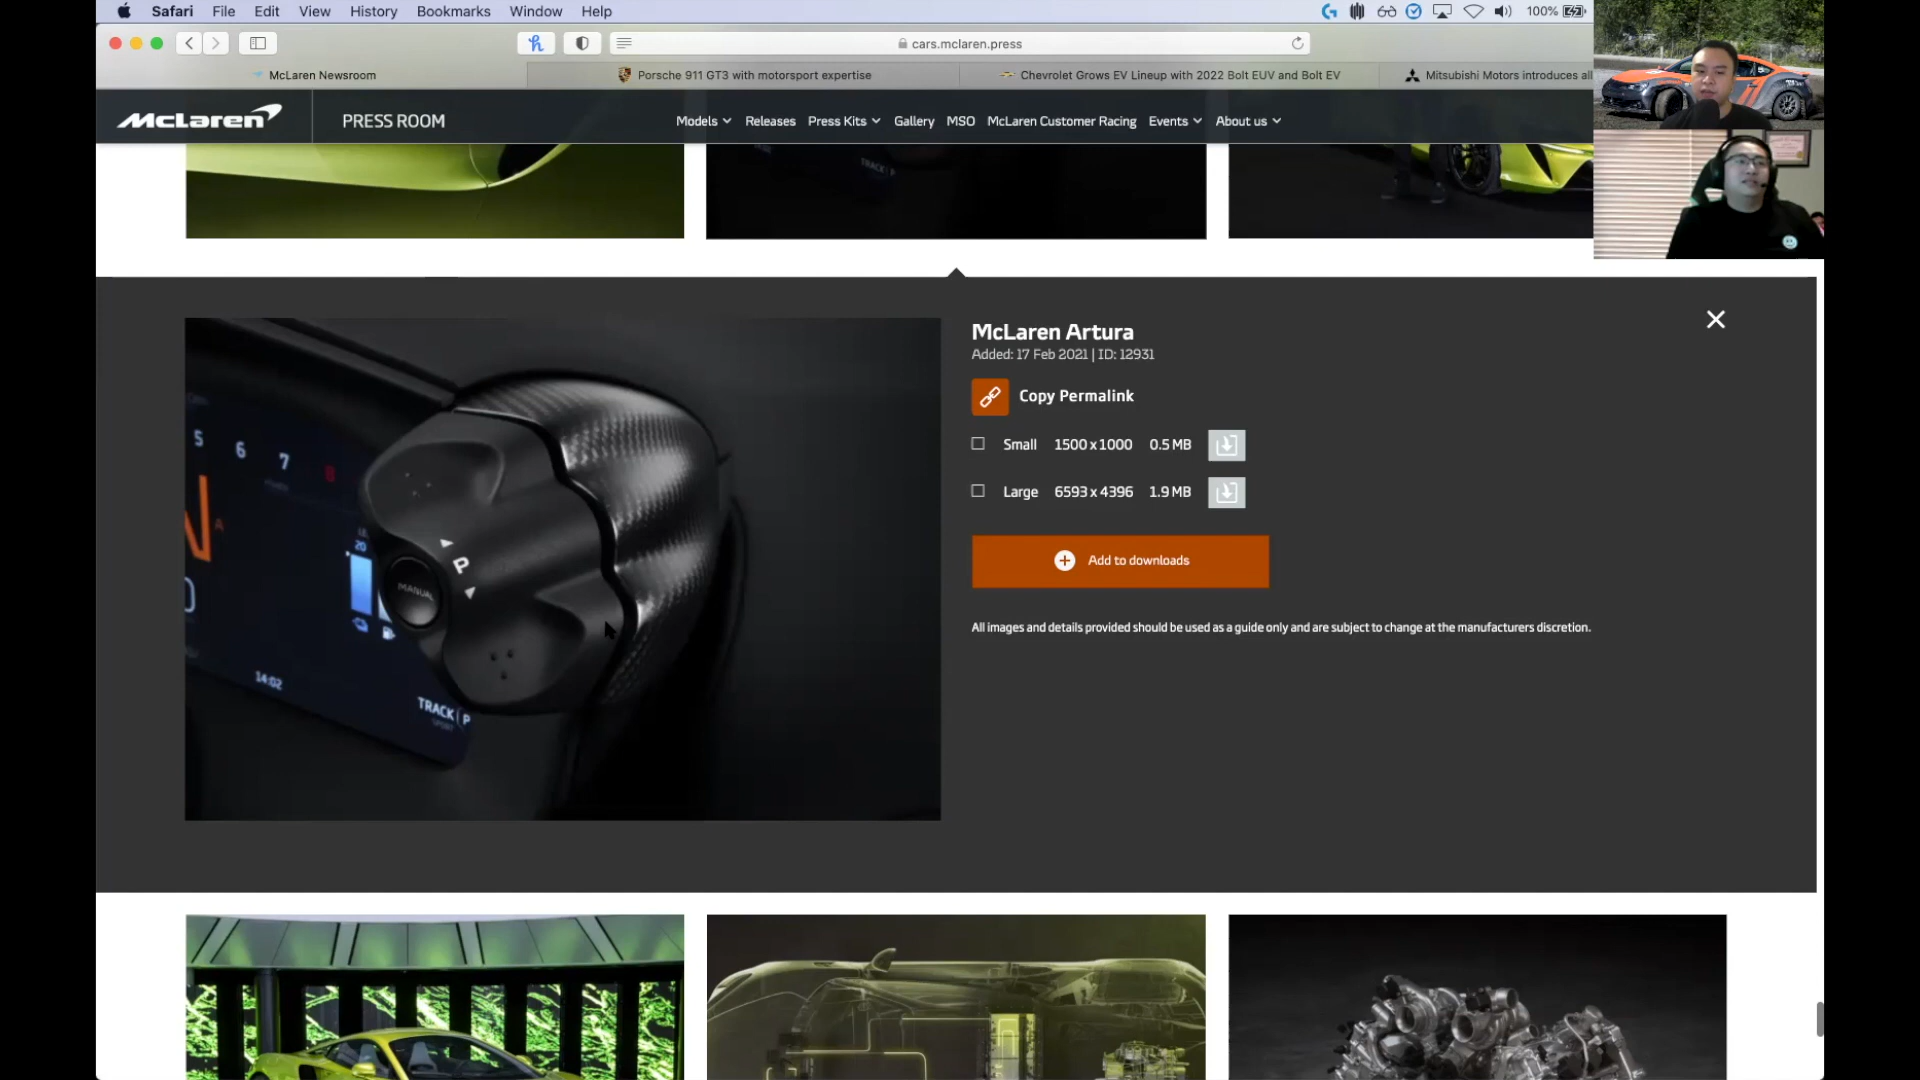 Safari File Edit View History Bookmarks Window Help 100%
cars.mclaren.press
McLaren Newsroom Porsche 911 GT3 with motorsport expertise Chevrolet Grows EV Lineup with 2022 Bolt EUV and Bolt EV Mitsubishi Motors introduces all
McLaren PRESS ROOM Models Releases Press Kits Gallery MSO McLaren Customer Racing Events About us
TRACK P
McLaren Artura
Added: 17 Feb 2021 | ID: 12931
Copy Permalink
Small 1500 x 1000 0.5 MB
Large 6593 x 4396 1.9 MB
Add to downloads
All images and details provided should be used as a guide only and are subject to change at the manufacturers discretion.
5 6 7 8
N A
20
P
MANUAL
14:02
TRACK P
SPORT